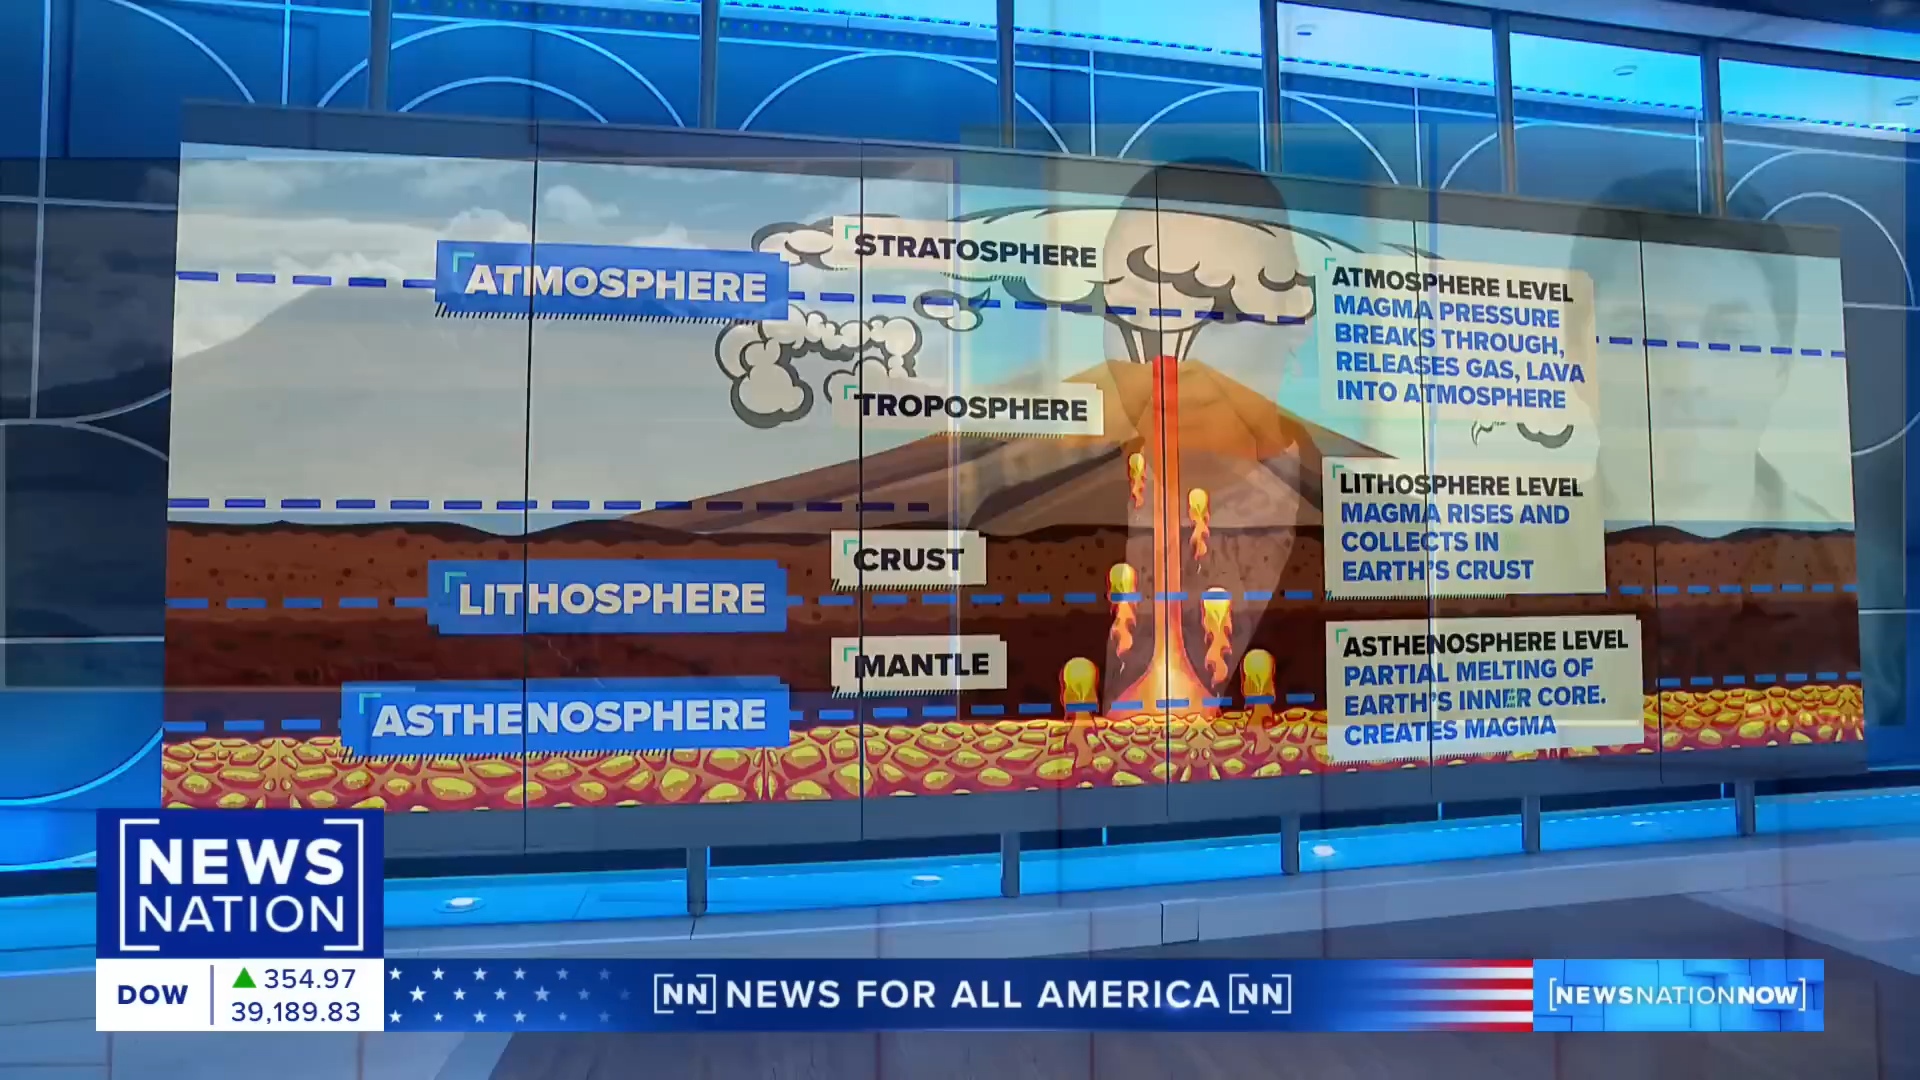 STRATOSPHERE
ATMOSPHERE
ATMOSPHERE LEVEL
MAGMA PRESSURE
BREAKS THROUGH,
RELEASES GAS, LAVA
INTO ATMOSPHERE
TROPOSPHERE
LITHOSPHERE LEVEL
MAGMA RISES AND
COLLECTS IN
EARTH'S CRUST
CRUST
LITHOSPHERE
MANTLE
ASTHENOSPHERE LEVEL
PARTIAL MELTING OF
EARTH'S INNER CORE.
CREATES MAGMA
ASTHENOSPHERE
NEWS
NATION
DOW
354.97
39,189.83
[NN] NEWS FOR ALL AMERICA [NN]
[NEWSNATIONNOW]